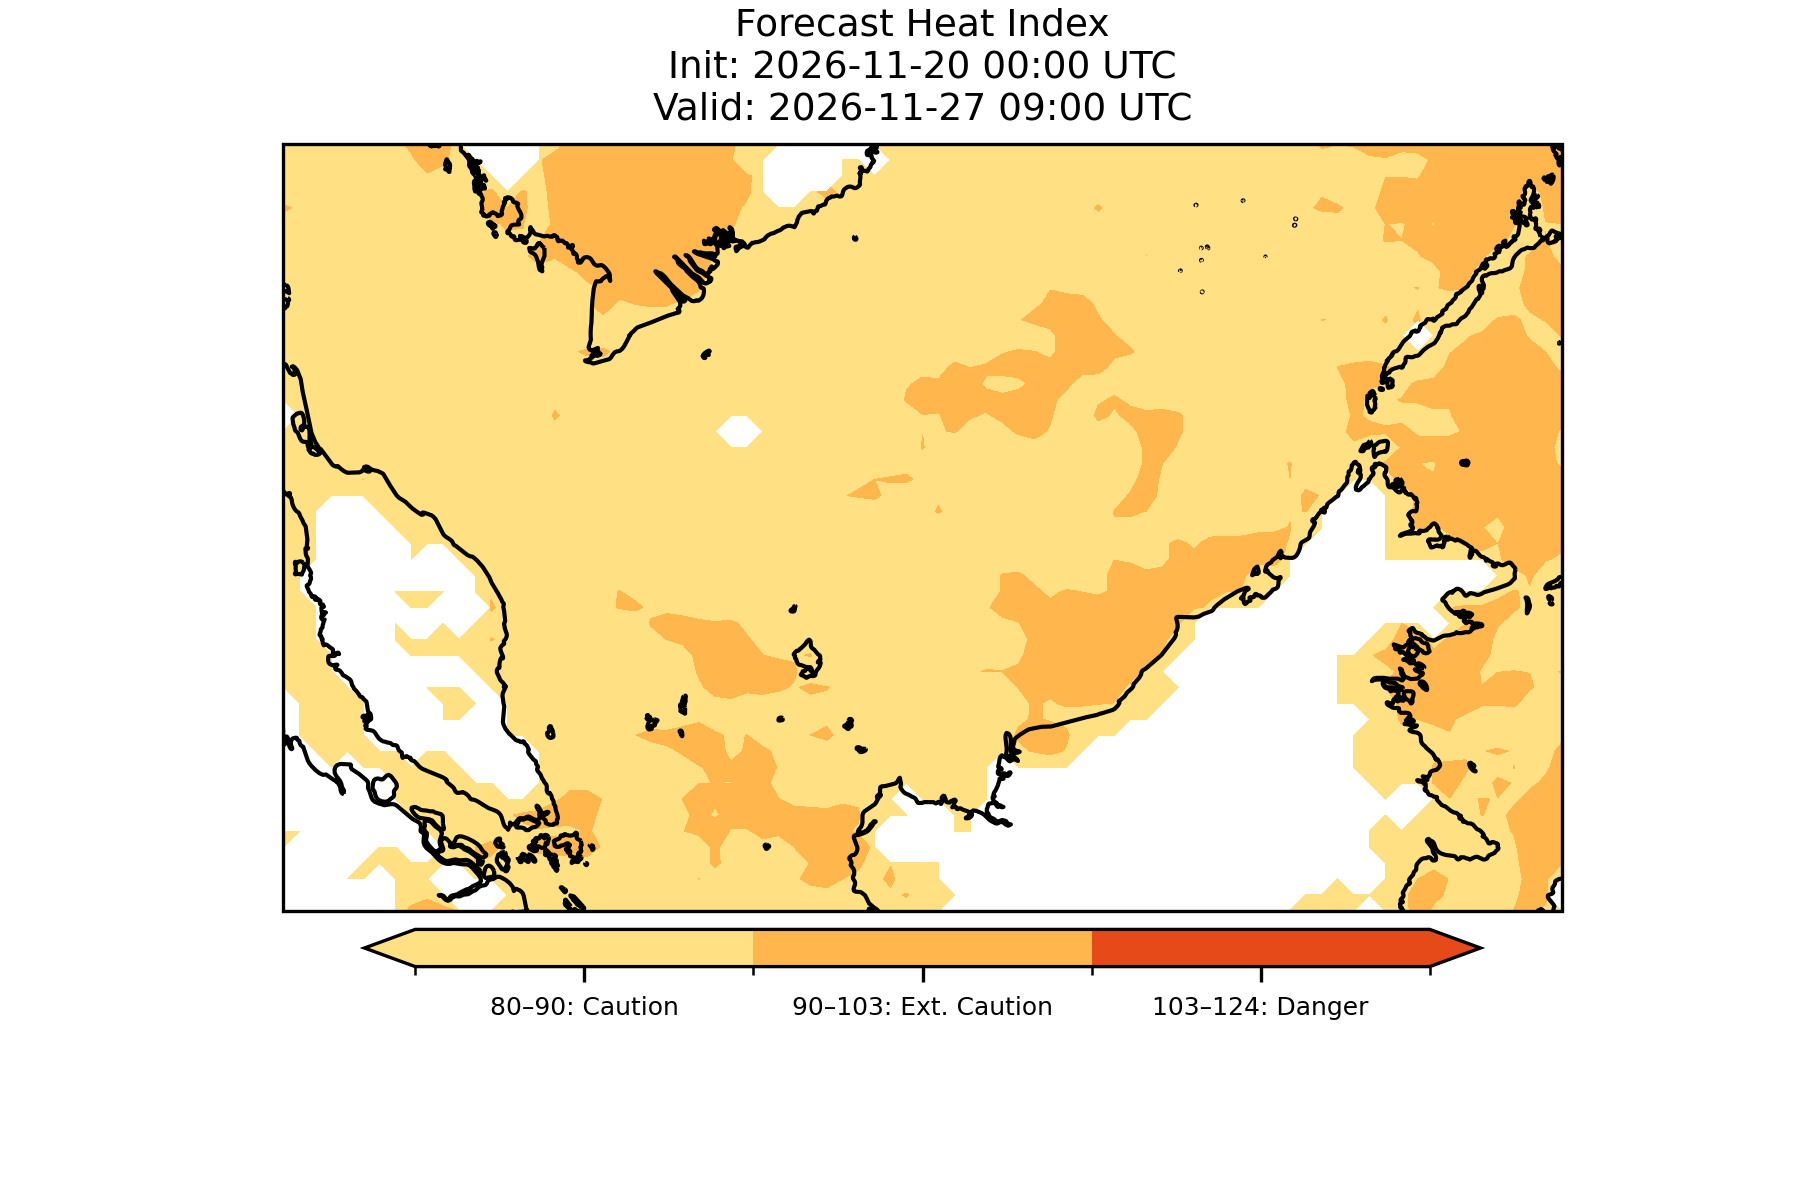 Forecast Heat Index
Init: 2026-11-20 00:00 UTC
Valid: 2026-11-27 09:00 UTC
80–90: Caution
90–103: Ext. Caution
103–124: Danger